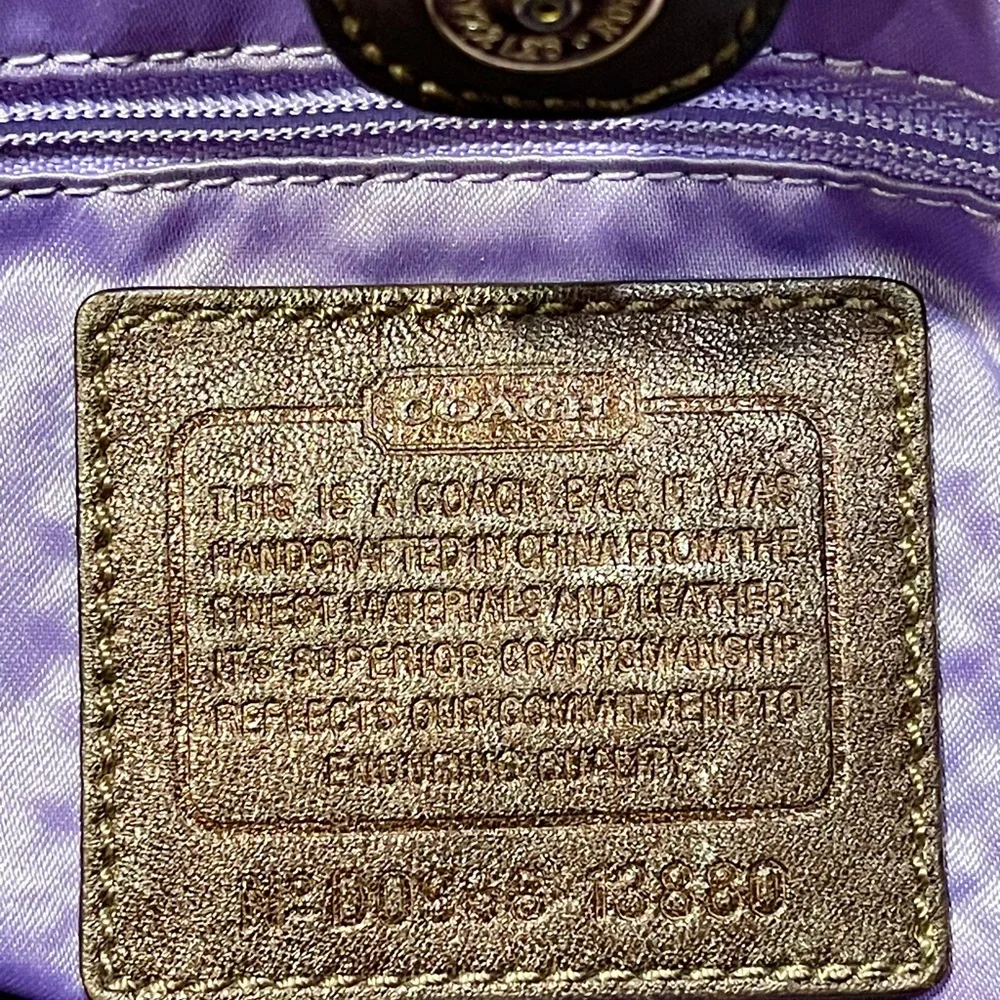 COACH
THIS IS A COACH BAG. IT WAS
HANDCRAFTED IN CHINA FROM THE
FINEST MATERIALS AND LEATHER.
ITS SUPERIOR CRAFTSMANSHIP
REFLECTS OUR COMMITMENT TO
ENDURING QUALITY.
13880